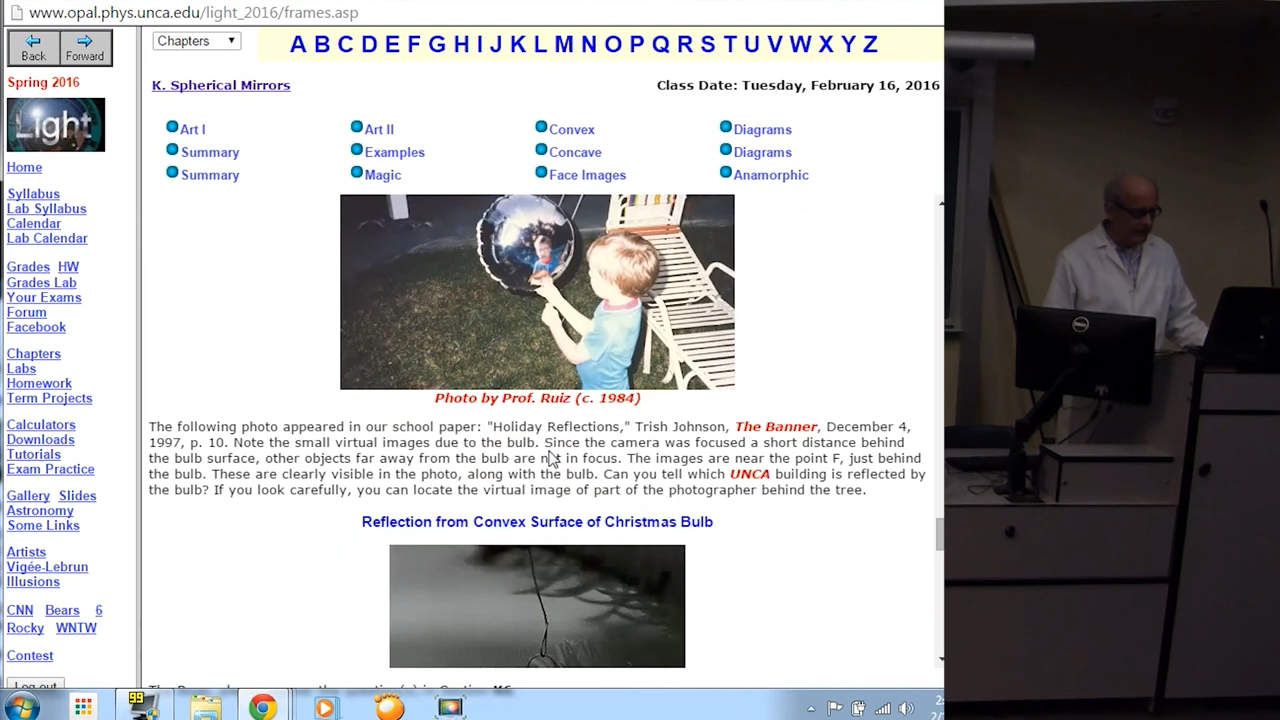 www.opal.phys.unca.edu/light_2016/frames.asp
Back
Forward
Chapters
A B C D E F G H I J K L M N O P Q R S T U V W X Y Z
Spring 2016
Light
Home
Syllabus
Lab Syllabus
Calendar
Lab Calendar
Grades HW
Grades Lab
Your Exams
Forum
Facebook
Chapters
Labs
Homework
Term Projects
Calculators
Downloads
Tutorials
Exam Practice
Gallery Slides
Astronomy
Some Links
Artists
Vigée-Lebrun
Illusions
CNN Bears 6
Rocky WNTW
Contest
Log out
K. Spherical Mirrors
Class Date: Tuesday, February 16, 2016
Art I
Art II
Convex
Diagrams
Summary
Examples
Concave
Diagrams
Summary
Magic
Face Images
Anamorphic
Photo by Prof. Ruiz (c. 1984)
The following photo appeared in our school paper: "Holiday Reflections," Trish Johnson, The Banner, December 4,
1997, p. 10. Note the small virtual images due to the bulb. Since the camera was focused a short distance behind
the bulb surface, other objects far away from the bulb are not in focus. The images are near the point F, just behind
the bulb. These are clearly visible in the photo, along with the bulb. Can you tell which UNCA building is reflected by
the bulb? If you look carefully, you can locate the virtual image of part of the photographer behind the tree.
Reflection from Convex Surface of Christmas Bulb
99